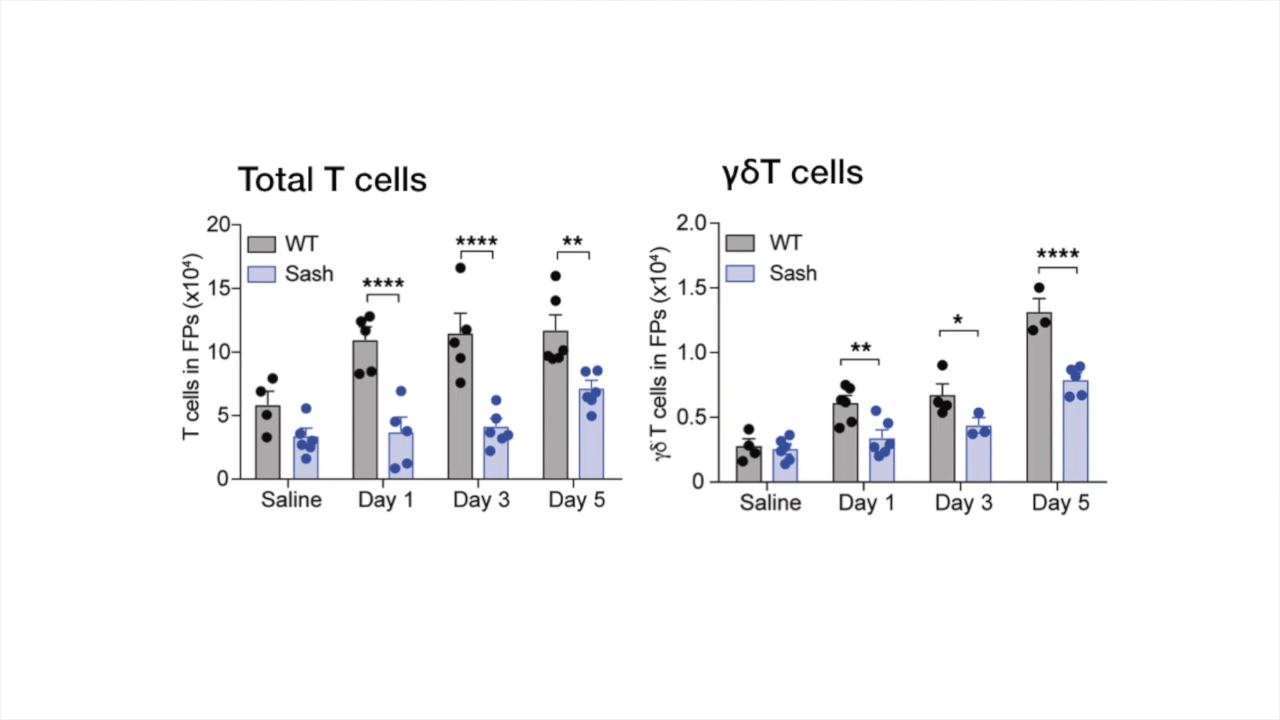 Total T cells
T cells in FPs (x10⁴)
20
15
10
5
0
WT
Sash
****
****
**
Saline
Day 1
Day 3
Day 5
γδT cells
γδ T cells in FPs (x10⁴)
2.0
1.5
1.0
0.5
0
WT
Sash
**
*
****
Saline
Day 1
Day 3
Day 5